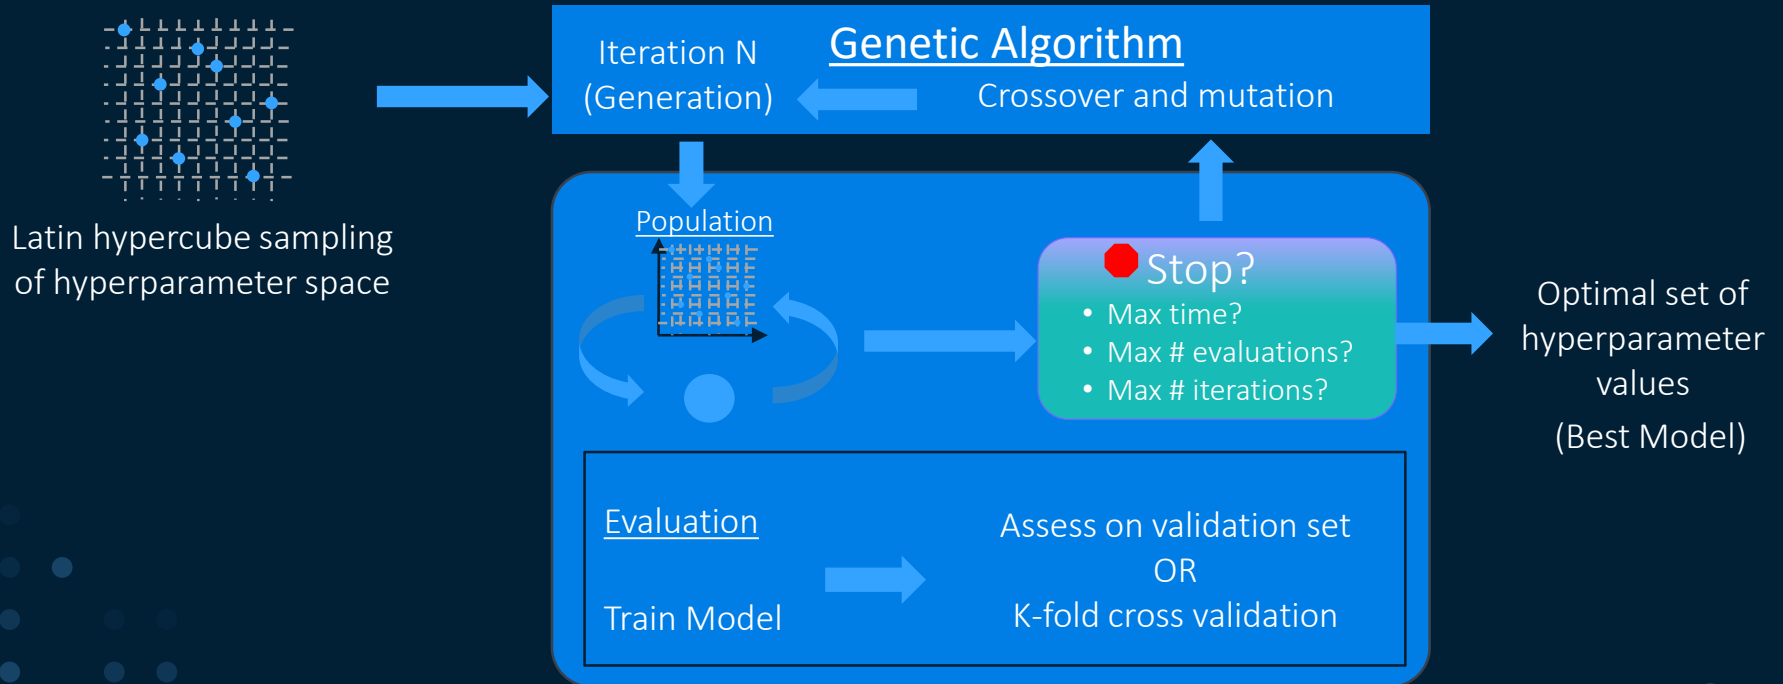 Latin hypercube sampling
of hyperparameter space
Iteration N
(Generation)
Genetic Algorithm
Crossover and mutation
Population
Stop?
• Max time?
• Max # evaluations?
• Max # iterations?
Evaluation
Train Model
Assess on validation set
OR
K-fold cross validation
Optimal set of
hyperparameter
values
(Best Model)